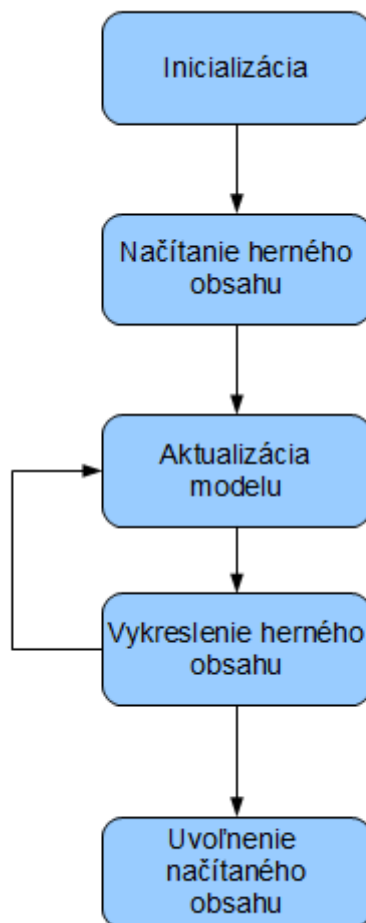 Inicializácia
Načítanie herného
obsahu
Aktualizácia
modelu
Vykreslenie herného
obsahu
Uvoľnenie
načítaného
obsahu